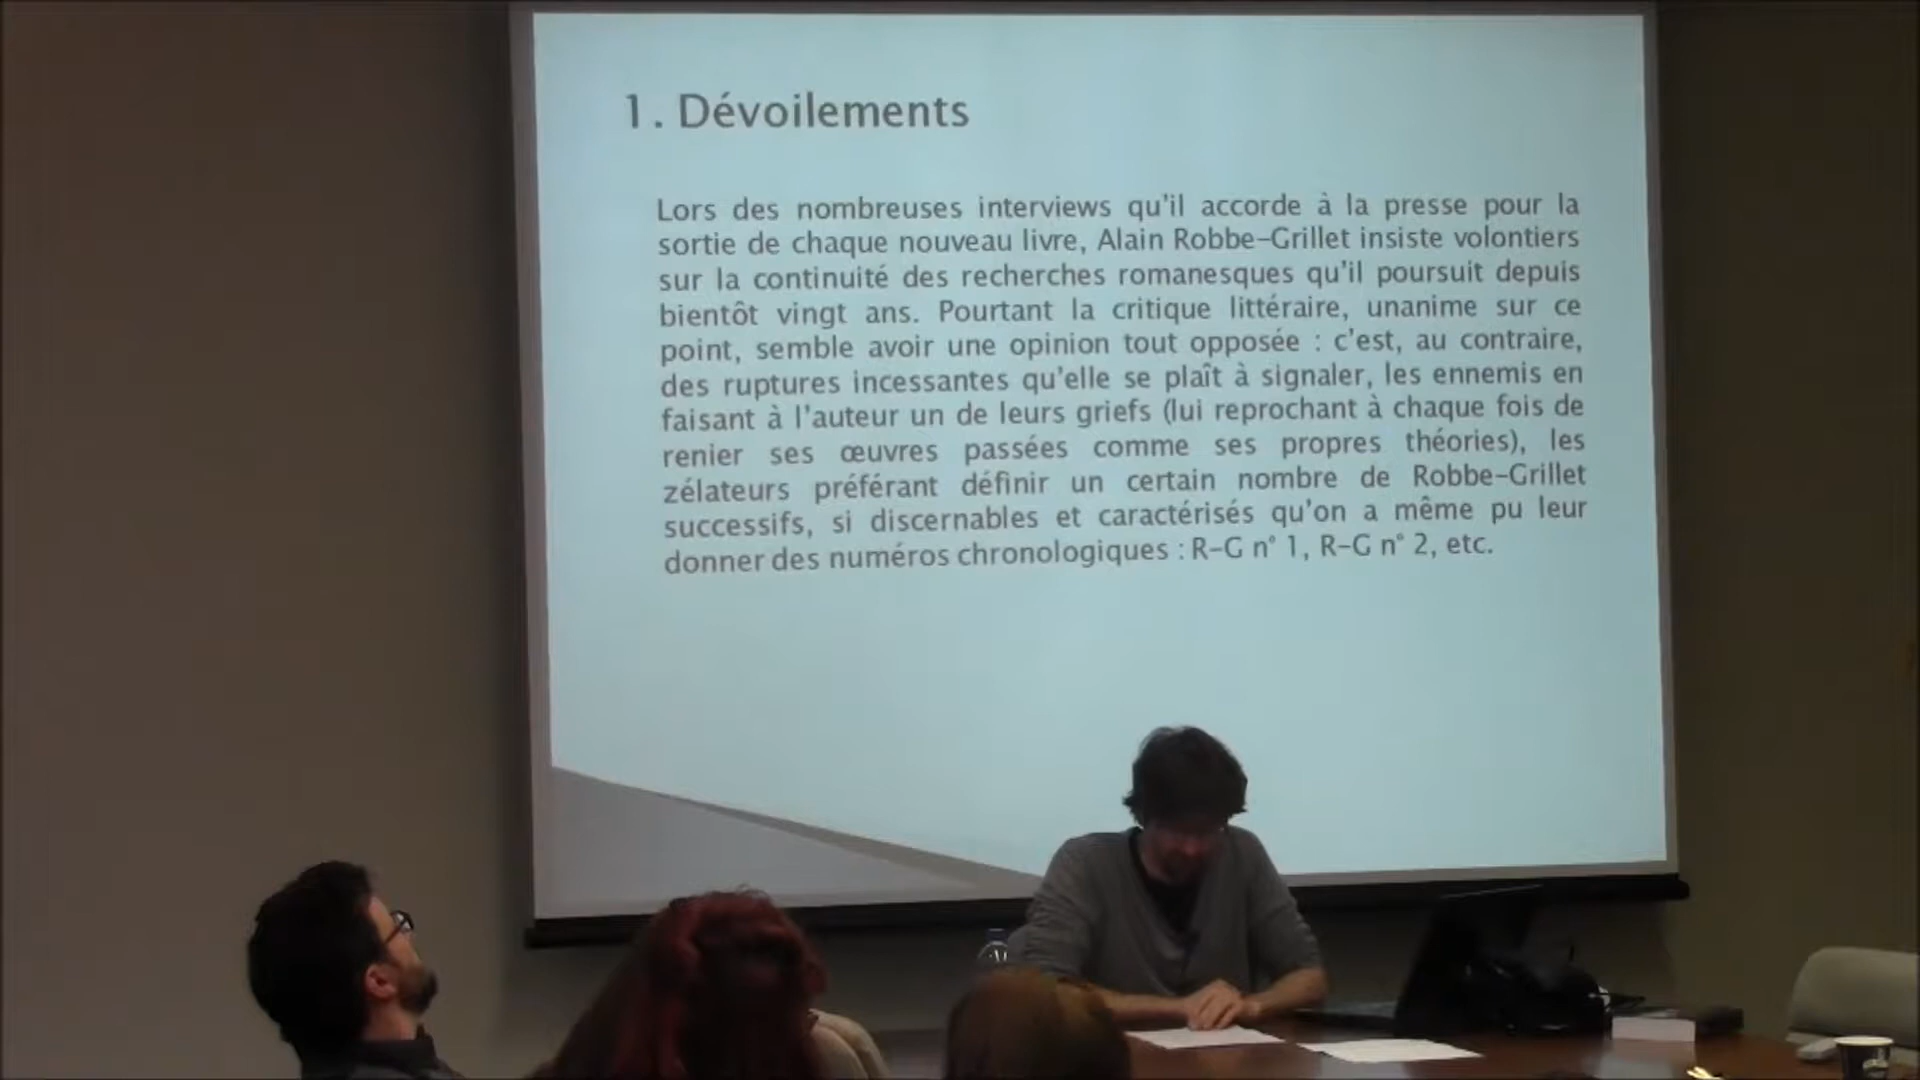 1. Dévoilements
Lors des nombreuses interviews qu'il accorde à la presse pour la
sortie de chaque nouveau livre, Alain Robbe-Grillet insiste volontiers
sur la continuité des recherches romanesques qu'il poursuit depuis
bientôt vingt ans. Pourtant la critique littéraire, unanime sur ce
point, semble avoir une opinion tout opposée : c'est, au contraire,
des ruptures incessantes qu'elle se plaît à signaler, les ennemis en
faisant à l'auteur un de leurs griefs (lui reprochant à chaque fois de
renier ses œuvres passées comme ses propres théories), les
zélateurs préférant définir un certain nombre de Robbe-Grillet
successifs, si discernables et caractérisés qu'on a même pu leur
donner des numéros chronologiques : R-G n° 1, R-G n° 2, etc.